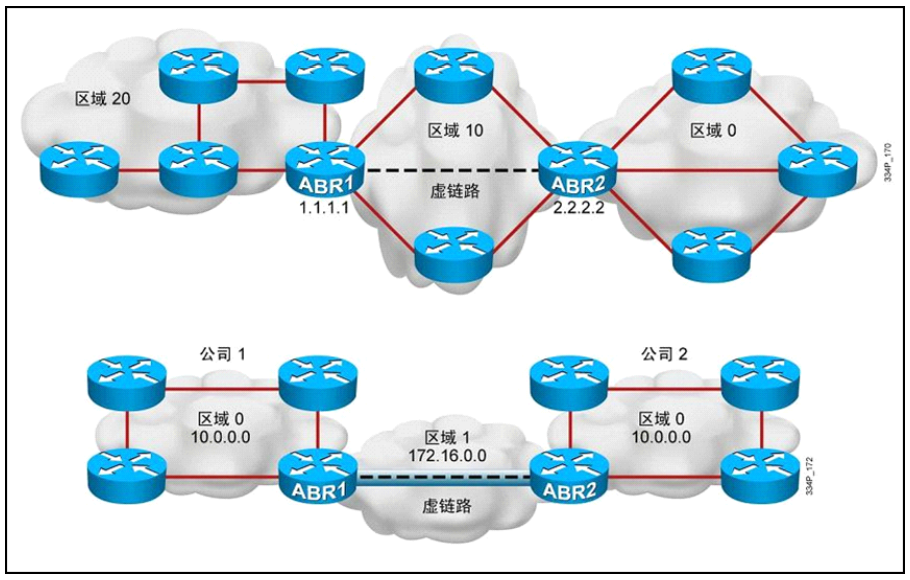 区域 20
区域 10
区域 0
334P_170
ABR1
虚链路
ABR2
1.1.1.1
2.2.2.2
公司 1
公司 2
区域 0
10.0.0.0
区域 0
10.0.0.0
区域 1
172.16.0.0
334P_172
ABR1
ABR2
虚链路